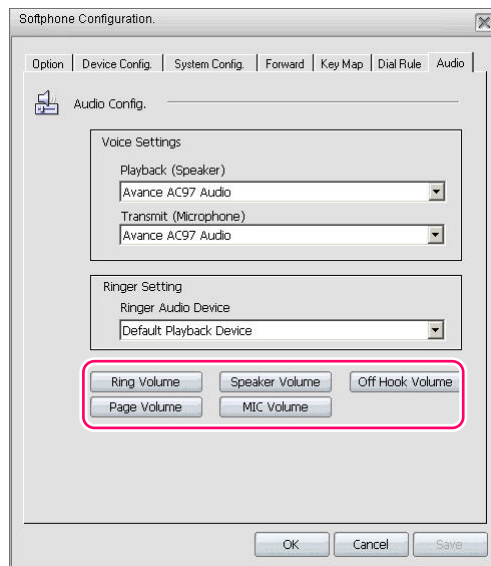 Softphone Configuration.
Option Device Config. System Config. Forward Key Map Dial Rule Audio
Audio Config.
Voice Settings
Playback (Speaker)
Avance AC97 Audio
Transmit (Microphone)
Avance AC97 Audio
Ringer Setting
Ringer Audio Device
Default Playback Device
Ring Volume Speaker Volume Off Hook Volume
Page Volume MIC Volume
OK Cancel Save